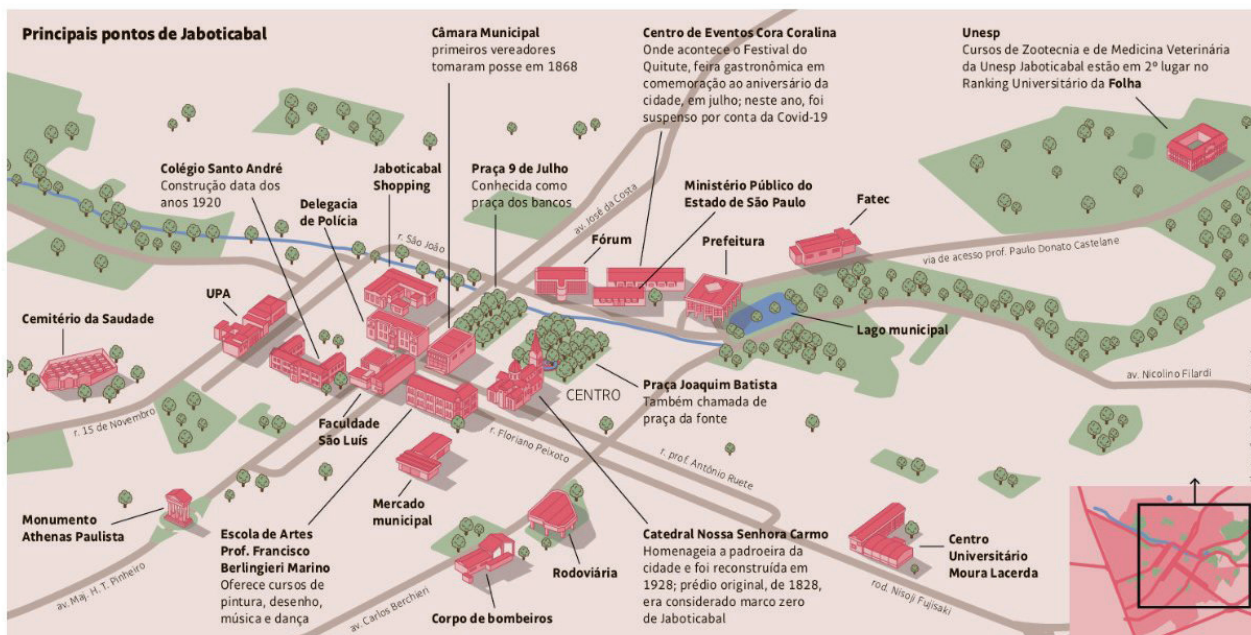 Principais pontos de Jaboticabal
Câmara Municipal
primeiros vereadores
tomaram posse em 1868
Centro de Eventos Cora Coralina
Onde acontece o Festival do
Quitute, feira gastronômica em
comemoração ao aniversário da
cidade, em julho; neste ano, foi
suspenso por conta da Covid-19
Unesp
Cursos de Zootecnia e de Medicina Veterinária
da Unesp Jaboticabal estão em 2º lugar no
Ranking Universitário da Folha
Colégio Santo André
Construção data dos
anos 1920
Delegacia
de Polícia
Jaboticabal
Shopping
Praça 9 de Julho
Conhecida como
praça dos bancos
av. José da Costa
Ministério Público do
Estado de São Paulo
Fórum
Prefeitura
Fatec
r. São João
via de acesso prof. Paulo Donato Castelane
UPA
Cemitério da Saudade
Lago municipal
av. Nicolino Filardi
r. 15 de Novembro
Faculdade
São Luís
CENTRO
Praça Joaquim Batista
Também chamada de
praça da fonte
r. Floriano Peixoto
r. prof. Antônio Ruete
Mercado
municipal
Monumento
Athenas Paulista
av. Maj. H. T. Pinheiro
Escola de Artes
Prof. Francisco
Berlingieri Marino
Oferece cursos de
pintura, desenho,
música e dança
av. Carlos Berchieri
Corpo de bombeiros
Rodoviária
Catedral Nossa Senhora Carmo
Homenageia a padroeira da
cidade e foi reconstruída em
1928; prédio original, de 1828,
era considerado marco zero
de Jaboticabal
rod. Nisoji Fujisaki
Centro
Universitário
Moura Lacerda